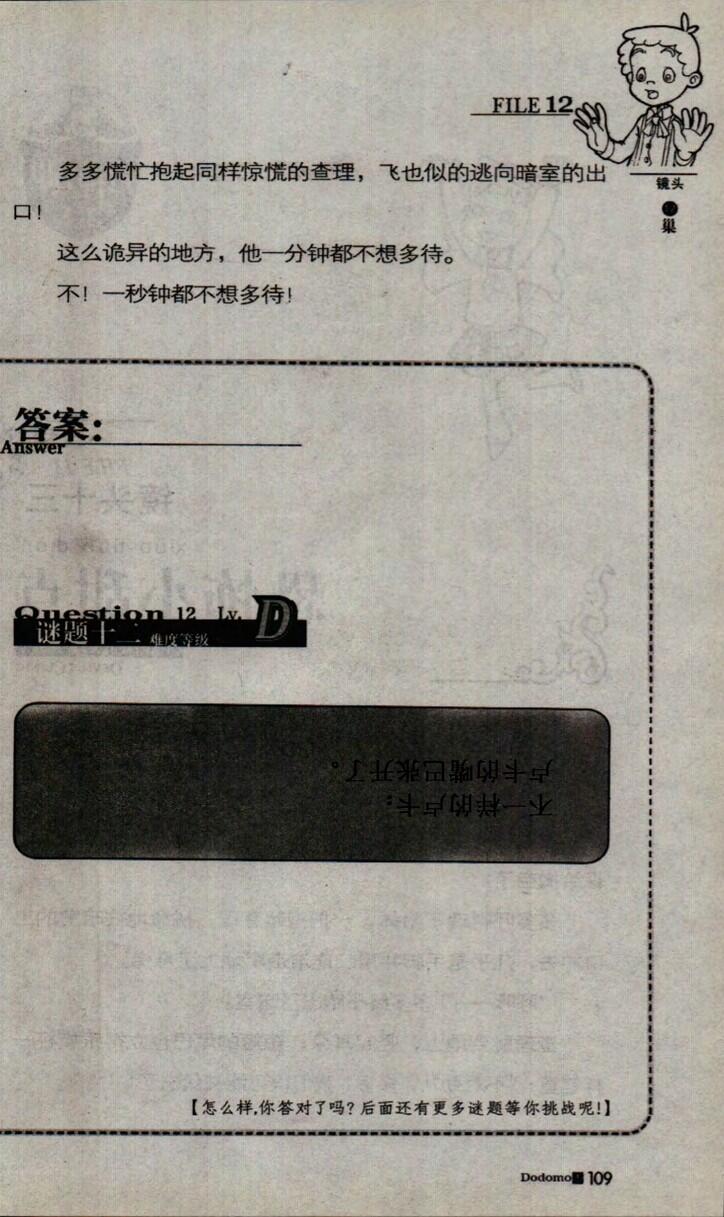 FILE 12
镜头
巢
多多慌忙抱起同样惊慌的查理，飞也似的逃向暗室的出
口！
这么诡异的地方，他一分钟都不想多待。
不！一秒钟都不想多待！
答案：
Answer
Question 12 Lv. D
谜题十二 难度等级
不一样的卢卡：
卢卡的嘴巴张开了。
【怎么样，你答对了吗？后面还有更多谜题等你挑战呢！】
Dodomo 109